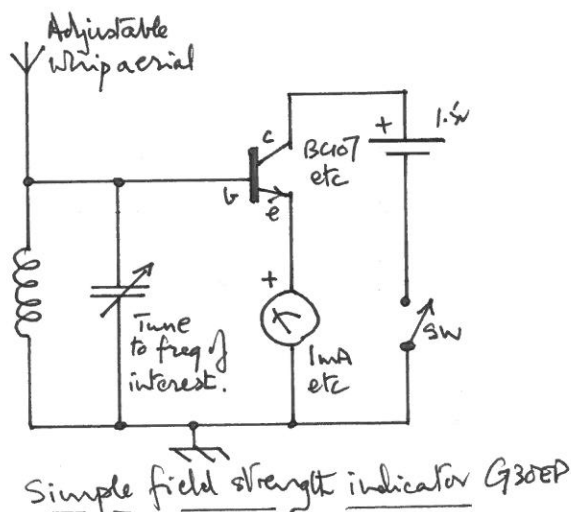 Adjustable
whip aerial
c
BC107
etc
b
e
+
1.5v
+
Tune
to freq of
interest.
1mA
etc
SW
Simple field strength indicator G3OEP